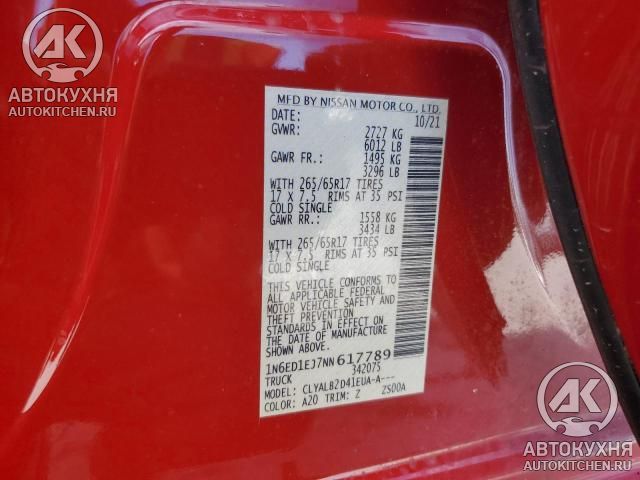 AK
АВТОКУХНЯ
AUTOKITCHEN.RU
MFD BY NISSAN MOTOR CO., LTD.
DATE: 10/21
GVWR: 2727 KG
6012 LB
GAWR FR.: 1495 KG
3296 LB
WITH 265/65R17 TIRES
17 X 7.5 RIMS AT 35 PSI
COLD SINGLE
GAWR RR.: 1558 KG
3434 LB
WITH 265/65R17 TIRES
17 X 7.5 RIMS AT 35 PSI
COLD SINGLE
THIS VEHICLE CONFORMS TO
ALL APPLICABLE FEDERAL
MOTOR VEHICLE SAFETY AND
THEFT PREVENTION
STANDARDS IN EFFECT ON
THE DATE OF MANUFACTURE
SHOWN ABOVE.
1N6ED1EJ7NN617789
TRUCK 342075
MODEL: CLYALB2D41EUA-A---
COLOR: A20 TRIM: Z ZS00A
AK
АВТОКУХНЯ
AUTOKITCHEN.RU